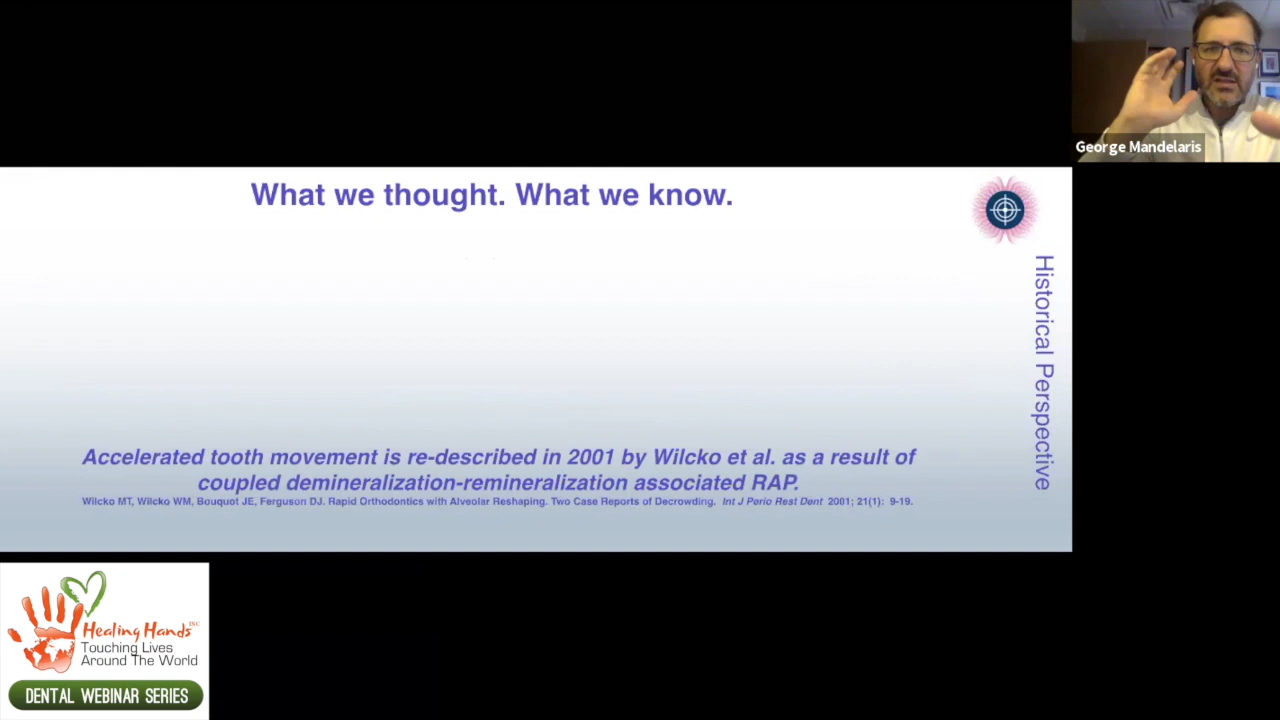 George Mandelaris
What we thought. What we know.
Historical Perspective
Accelerated tooth movement is re-described in 2001 by Wilcko et al. as a result of
coupled demineralization-remineralization associated RAP.
Wilcko MT, Wilcko WM, Bouquot JE, Ferguson DJ. Rapid Orthodontics with Alveolar Reshaping. Two Case Reports of Decrowding. Int J Perio Rest Dent 2001; 21(1): 9-19.
Healing Hands INC
Touching Lives
Around The World
DENTAL WEBINAR SERIES